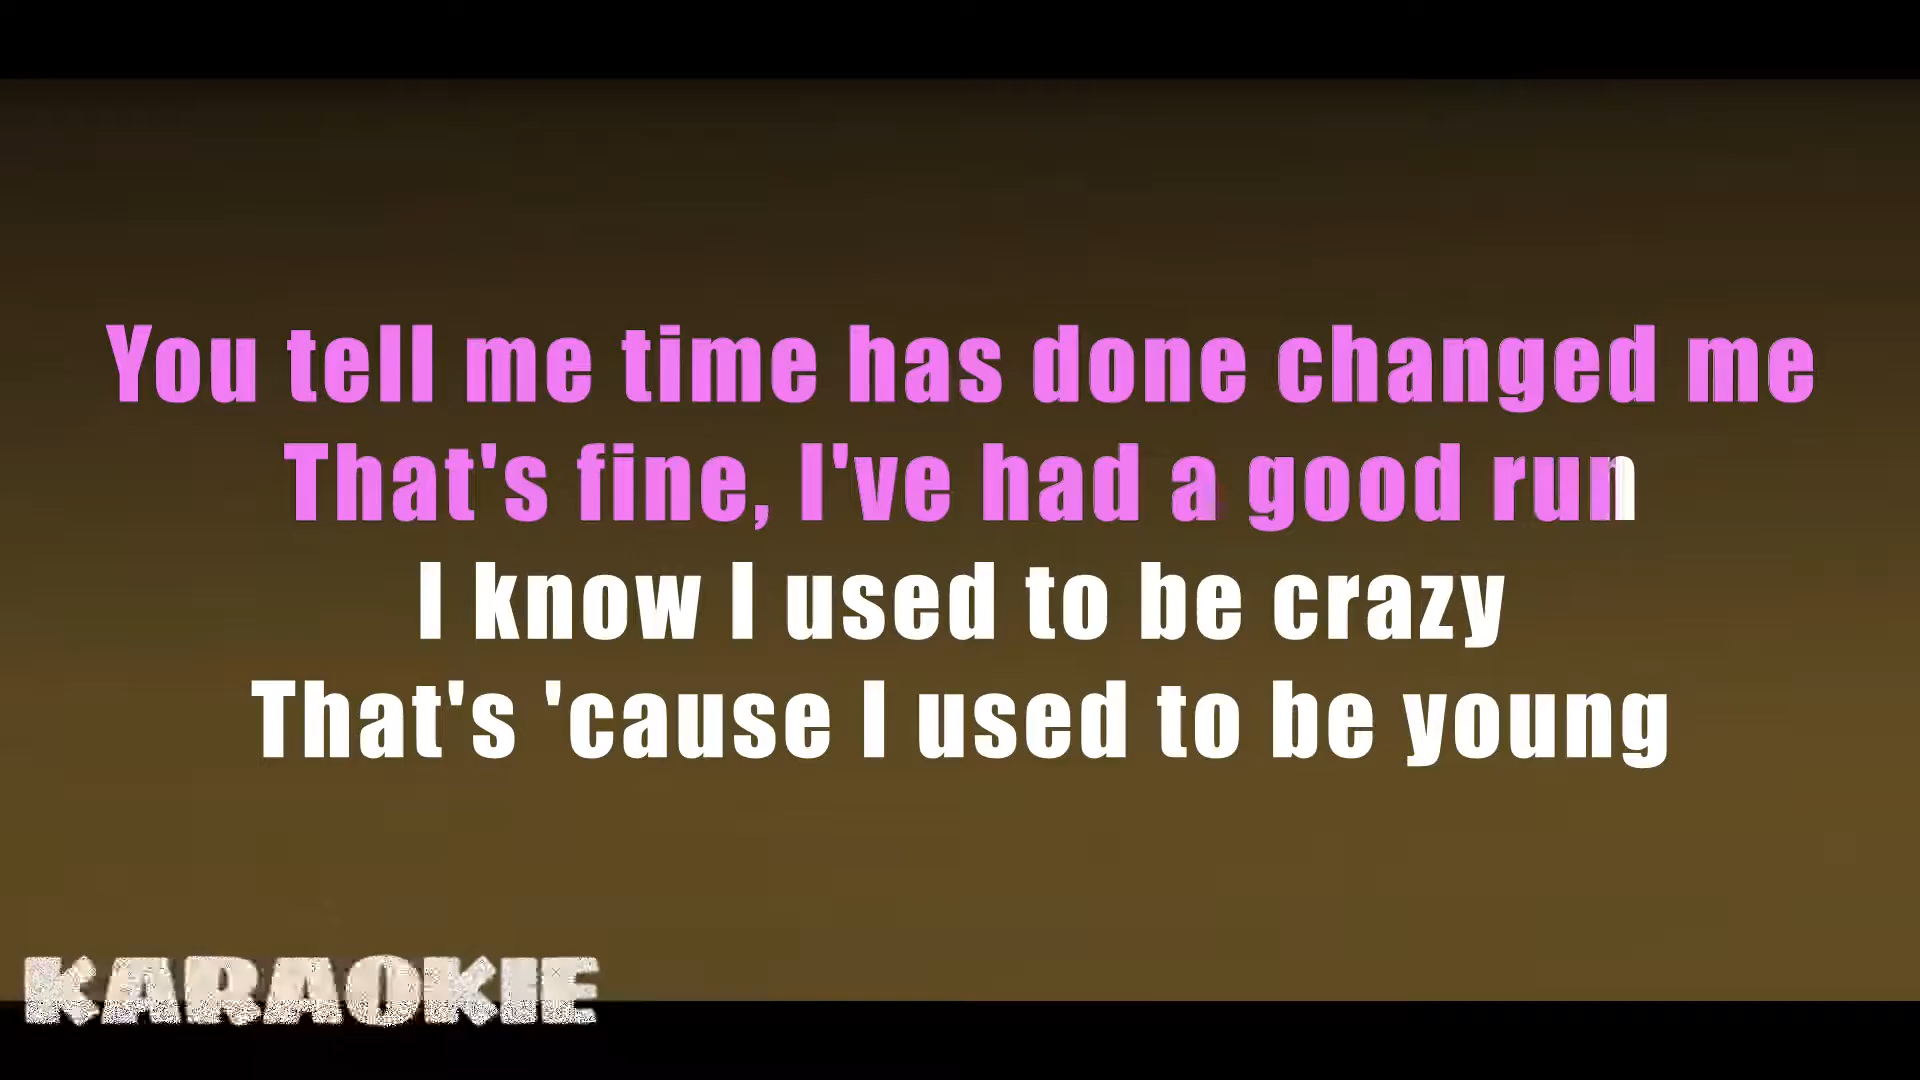 You tell me time has done changed me
That's fine, I've had a good run
I know I used to be crazy
That's 'cause I used to be young
KARAOKIE